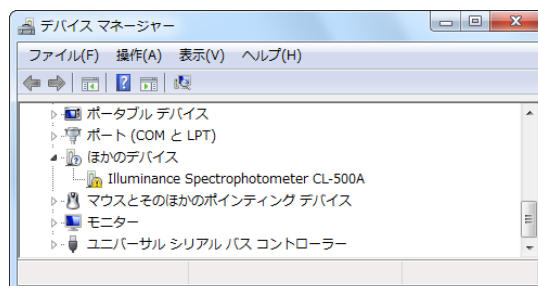 デバイス マネージャー
ファイル(F) 操作(A) 表示(V) ヘルプ(H)
ポータブル デバイス
ポート (COM と LPT)
ほかのデバイス
Illuminance Spectrophotometer CL-500A
マウスとそのほかのポインティング デバイス
モニター
ユニバーサル シリアル バス コントローラー